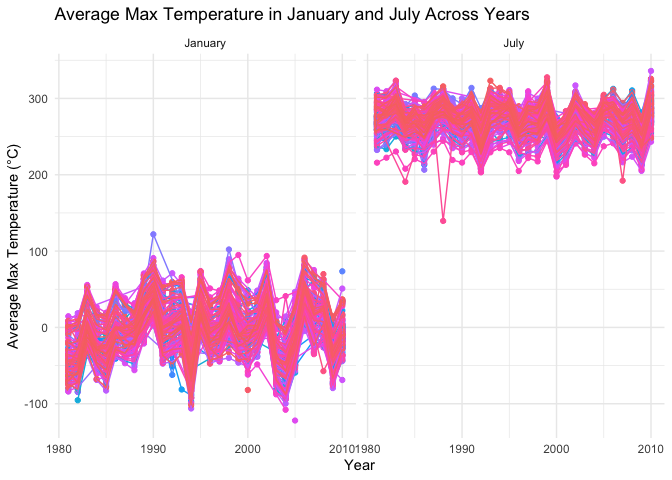 Average Max Temperature in January and July Across Years
January
July
Average Max Temperature (°C)
300
200
100
0
-100
1980
1990
2000
2010
1980
1990
2000
2010
Year